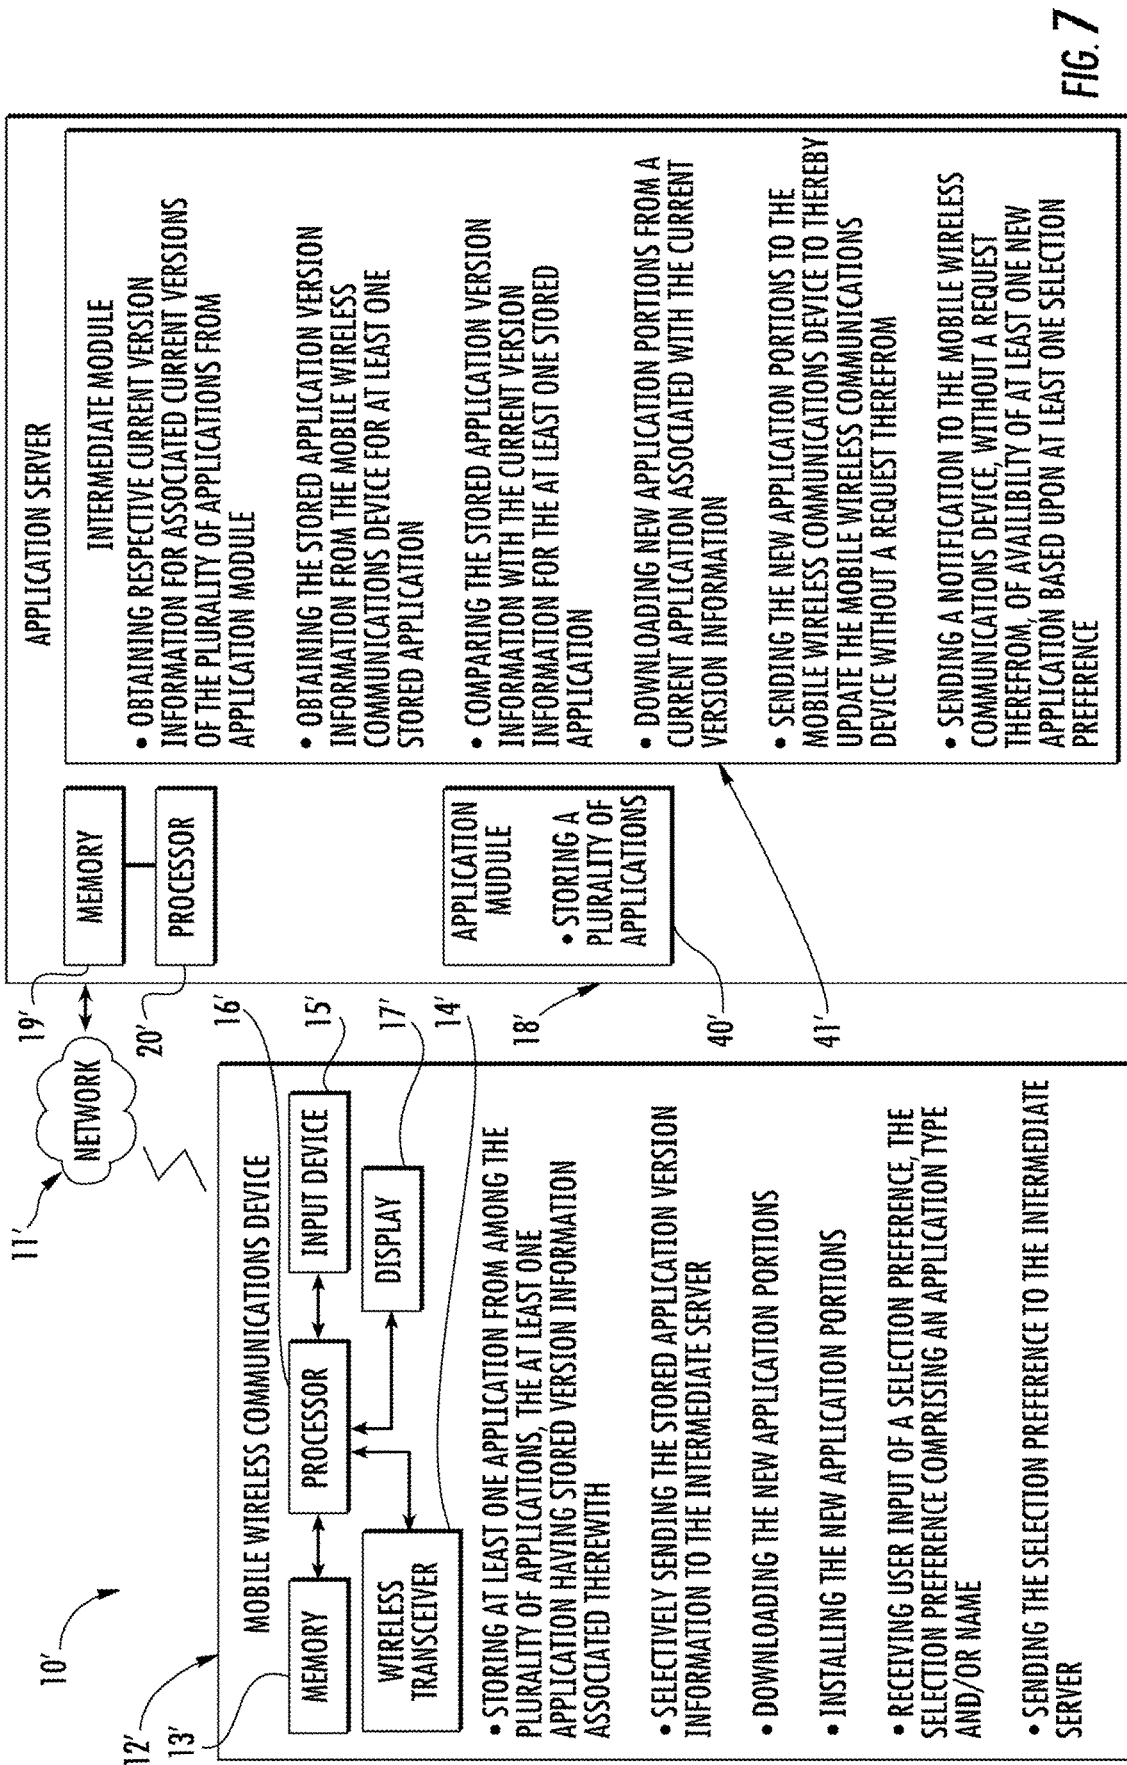 10′
11′
NETWORK
12′
MOBILE WIRELESS COMMUNICATIONS DEVICE
13′
MEMORY
PROCESSOR
16′
INPUT DEVICE
15′
WIRELESS
TRANSCEIVER
14′
DISPLAY
17′
• STORING AT LEAST ONE APPLICATION FROM AMONG THE
PLURALITY OF APPLICATIONS, THE AT LEAST ONE
APPLICATION HAVING STORED VERSION INFORMATION
ASSOCIATED THEREWITH
• SELECTIVELY SENDING THE STORED APPLICATION VERSION
INFORMATION TO THE INTERMEDIATE SERVER
• DOWNLOADING THE NEW APPLICATION PORTIONS
• INSTALLING THE NEW APPLICATION PORTIONS
• RECEIVING USER INPUT OF A SELECTION PREFERENCE, THE
SELECTION PREFERENCE COMPRISING AN APPLICATION TYPE
AND/OR NAME
• SENDING THE SELECTION PREFERENCE TO THE INTERMEDIATE
SERVER
APPLICATION SERVER
18′
19′
MEMORY
20′
PROCESSOR
APPLICATION
MUDULE
• STORING A
PLURALITY OF
APPLICATIONS
40′
41′
INTERMEDIATE MODULE
• OBTAINING RESPECTIVE CURRENT VERSION
INFORMATION FOR ASSOCIATED CURRENT VERSIONS
OF THE PLURALITY OF APPLICATIONS FROM
APPLICATION MODULE
• OBTAINING THE STORED APPLICATION VERSION
INFORMATION FROM THE MOBILE WIRELESS
COMMUNICATIONS DEVICE FOR AT LEAST ONE
STORED APPLICATION
• COMPARING THE STORED APPLICATION VERSION
INFORMATION WITH THE CURRENT VERSION
INFORMATION FOR THE AT LEAST ONE STORED
APPLICATION
• DOWNLOADING NEW APPLICATION PORTIONS FROM A
CURRENT APPLICATION ASSOCIATED WITH THE CURRENT
VERSION INFORMATION
• SENDING THE NEW APPLICATION PORTIONS TO THE
MOBILE WIRELESS COMMUNICATIONS DEVICE TO THEREBY
UPDATE THE MOBILE WIRELESS COMMUNICATIONS
DEVICE WITHOUT A REQUEST THEREFROM
• SENDING A NOTIFICATION TO THE MOBILE WIRELESS
COMMUNICATIONS DEVICE, WITHOUT A REQUEST
THEREFROM, OF AVAILIBILITY OF AT LEAST ONE NEW
APPLICATION BASED UPON AT LEAST ONE SELECTION
PREFERENCE
FIG. 7